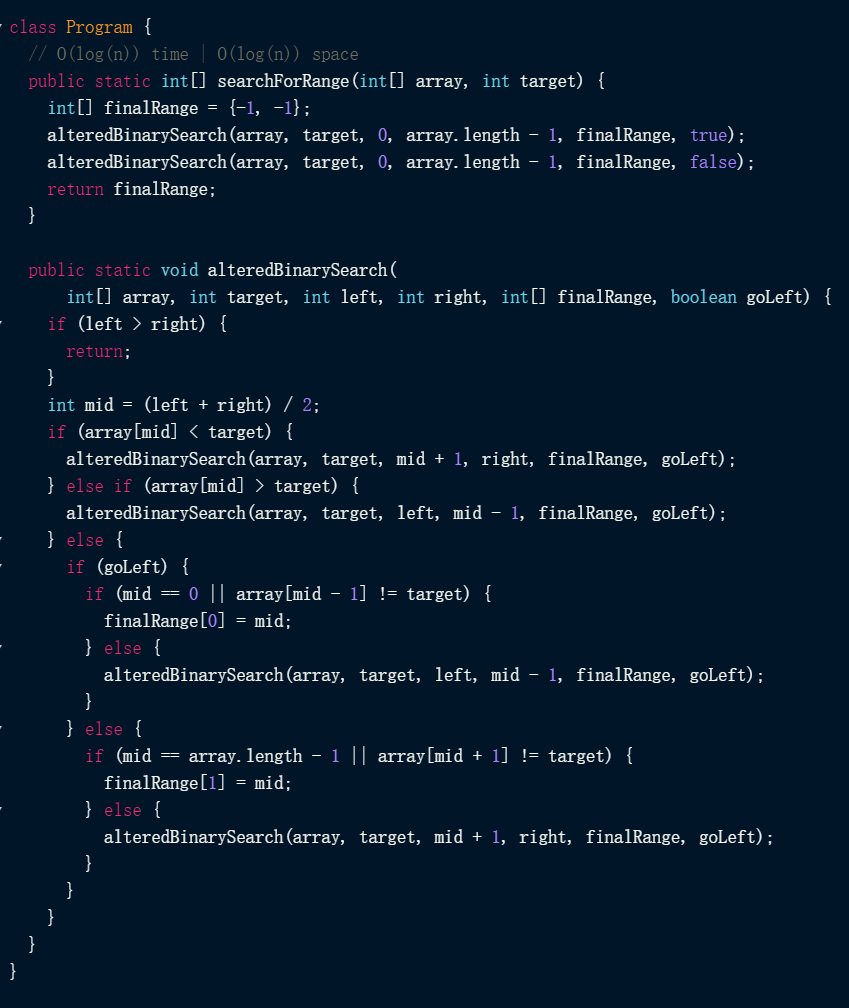 class Program {
  // O(log(n)) time | O(log(n)) space
  public static int[] searchForRange(int[] array, int target) {
    int[] finalRange = {-1, -1};
    alteredBinarySearch(array, target, 0, array.length - 1, finalRange, true);
    alteredBinarySearch(array, target, 0, array.length - 1, finalRange, false);
    return finalRange;
  }

  public static void alteredBinarySearch(
      int[] array, int target, int left, int right, int[] finalRange, boolean goLeft) {
    if (left > right) {
      return;
    }
    int mid = (left + right) / 2;
    if (array[mid] < target) {
      alteredBinarySearch(array, target, mid + 1, right, finalRange, goLeft);
    } else if (array[mid] > target) {
      alteredBinarySearch(array, target, left, mid - 1, finalRange, goLeft);
    } else {
      if (goLeft) {
        if (mid == 0 || array[mid - 1] != target) {
          finalRange[0] = mid;
        } else {
          alteredBinarySearch(array, target, left, mid - 1, finalRange, goLeft);
        }
      } else {
        if (mid == array.length - 1 || array[mid + 1] != target) {
          finalRange[1] = mid;
        } else {
          alteredBinarySearch(array, target, mid + 1, right, finalRange, goLeft);
        }
      }
    }
  }
}